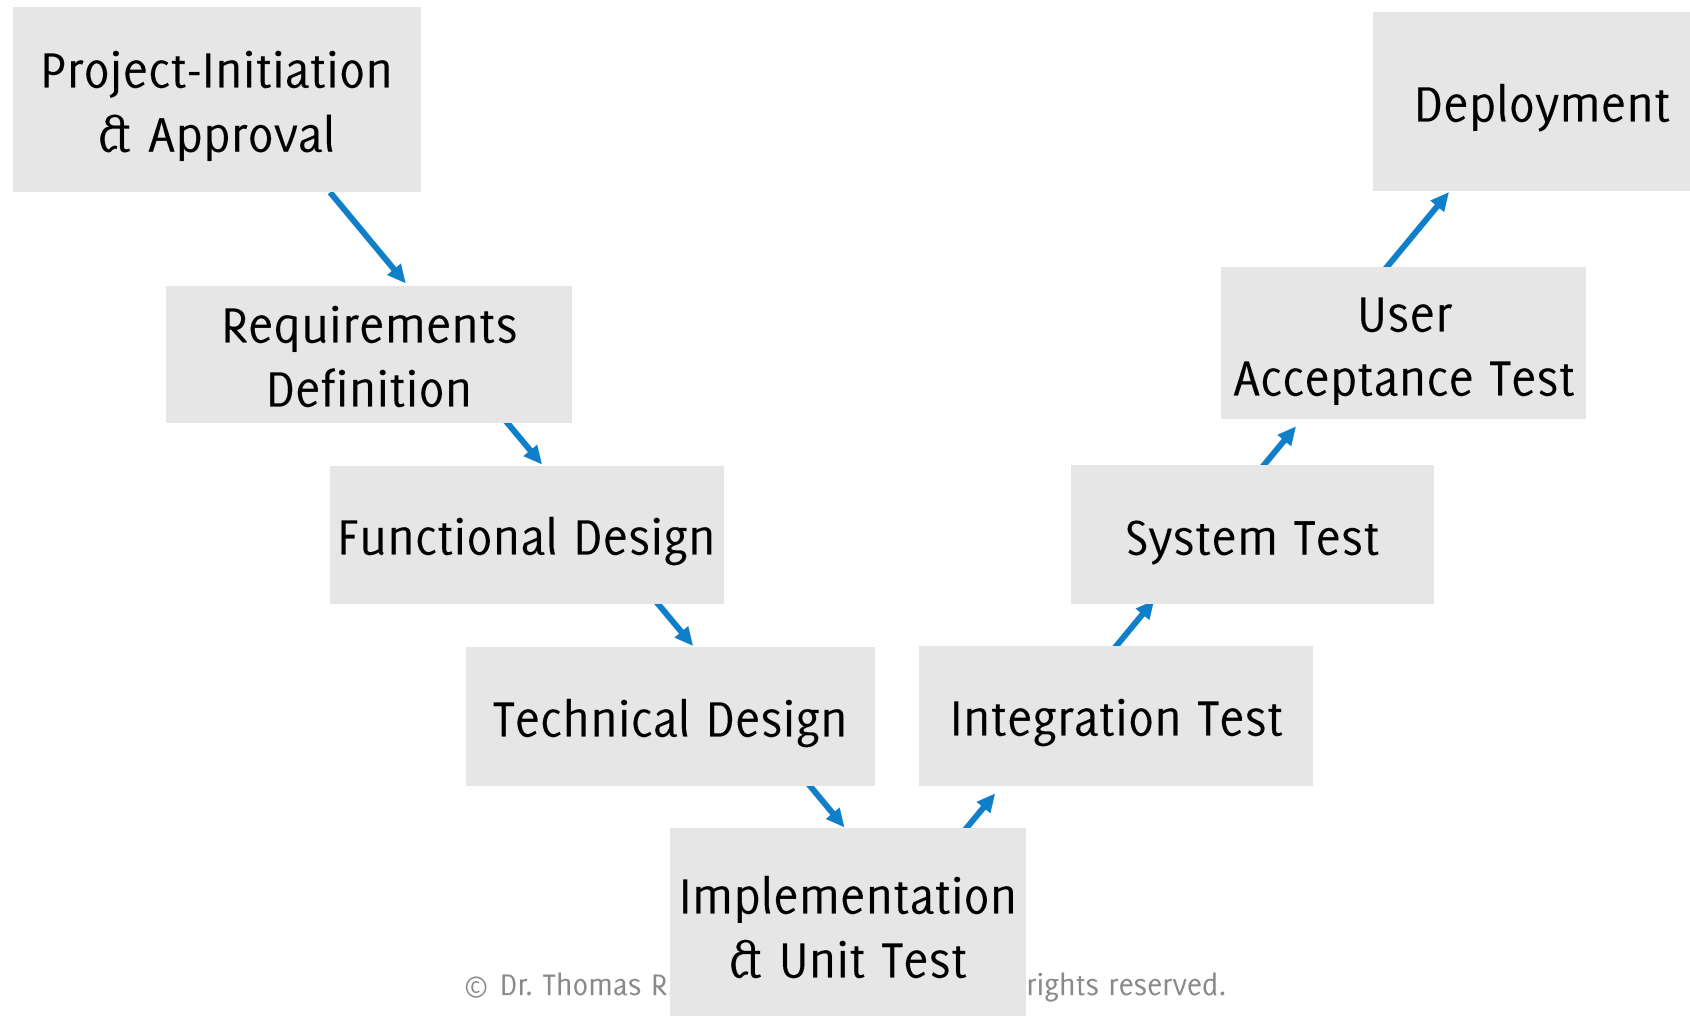 Project-Initiation
& Approval
Requirements
Definition
Functional Design
Technical Design
Implementation
& Unit Test
Integration Test
System Test
User
Acceptance Test
Deployment
© Dr. Thomas R
rights reserved.